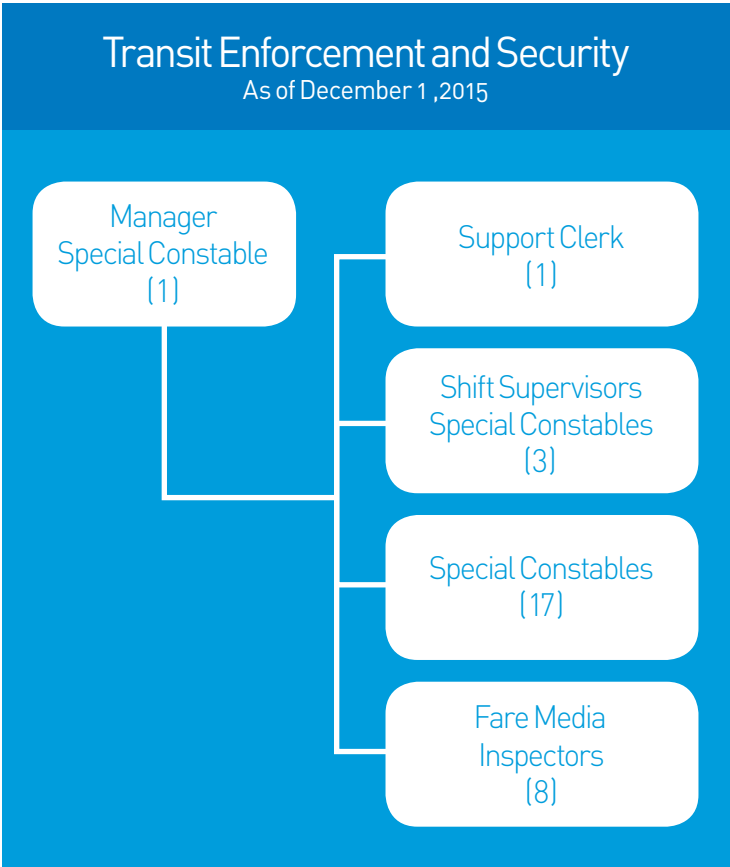 Transit Enforcement and Security
As of December 1 ,2015
Manager
Special Constable
(1)
Support Clerk
(1)
Shift Supervisors
Special Constables
(3)
Special Constables
(17)
Fare Media
Inspectors
(8)